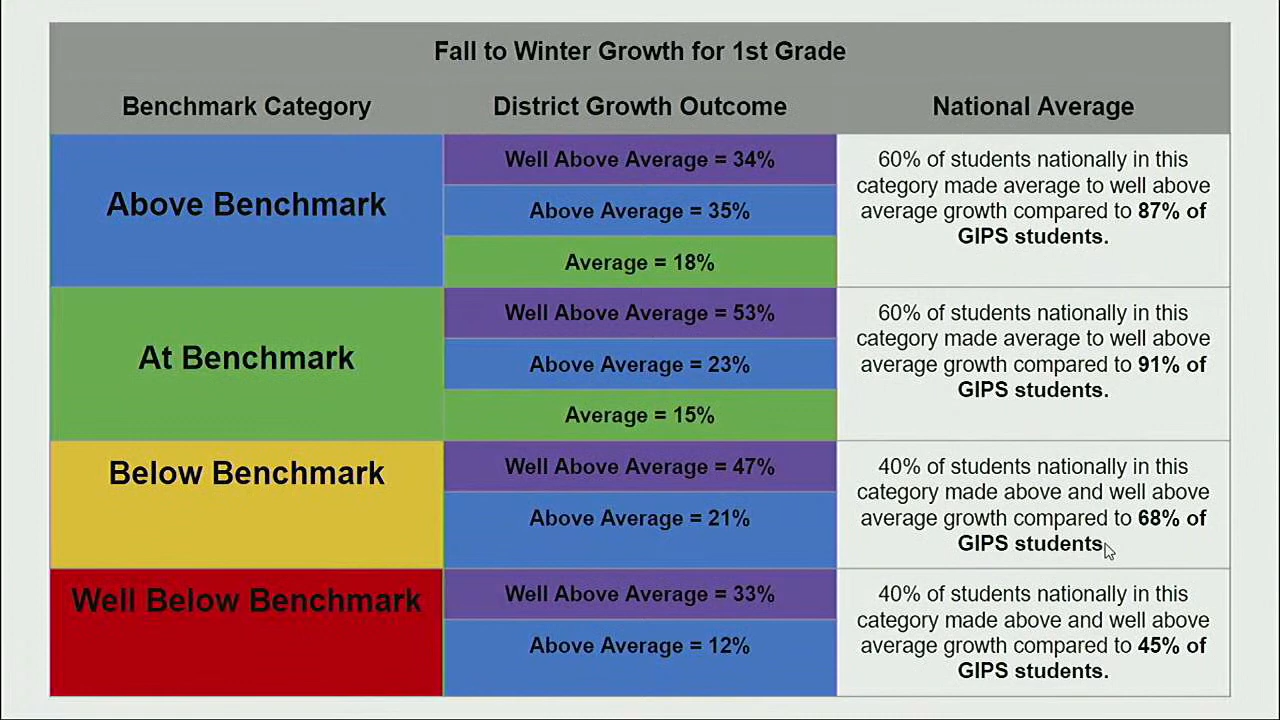 Fall to Winter Growth for 1st Grade
Benchmark Category
District Growth Outcome
National Average
Above Benchmark
Well Above Average = 34%
Above Average = 35%
Average = 18%
60% of students nationally in this
category made average to well above
average growth compared to 87% of
GIPS students.
At Benchmark
Well Above Average = 53%
Above Average = 23%
Average = 15%
60% of students nationally in this
category made average to well above
average growth compared to 91% of
GIPS students.
Below Benchmark
Well Above Average = 47%
Above Average = 21%
40% of students nationally in this
category made above and well above
average growth compared to 68% of
GIPS students.
Well Below Benchmark
Well Above Average = 33%
Above Average = 12%
40% of students nationally in this
category made above and well above
average growth compared to 45% of
GIPS students.